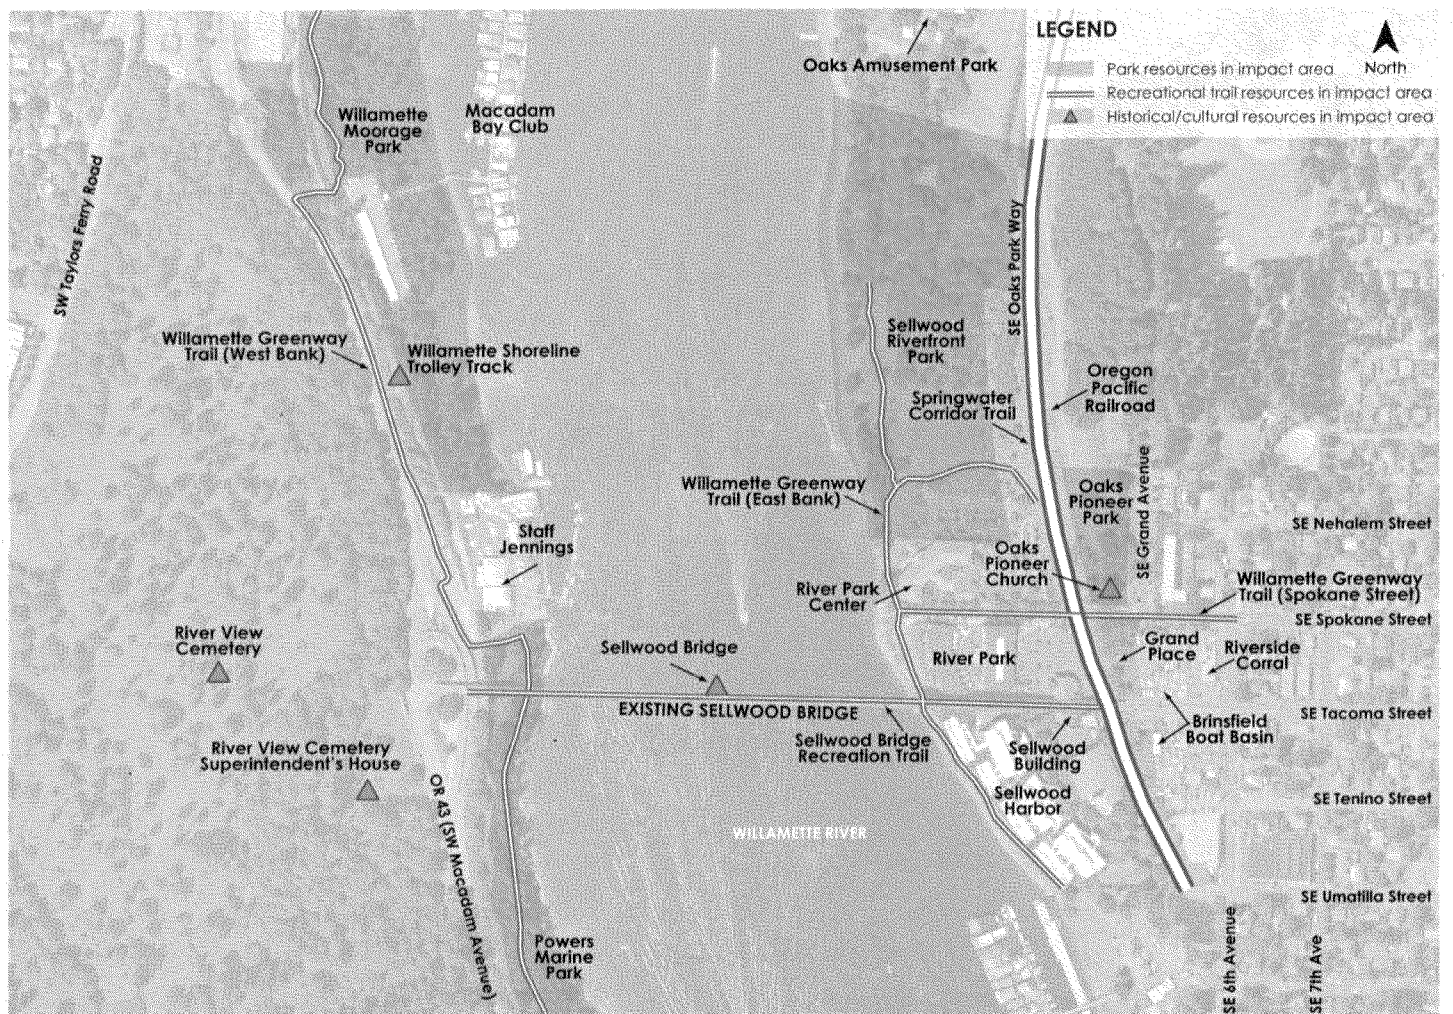 LEGEND
North
Park resources in impact area
Recreational trail resources in impact area
Historical/cultural resources in impact area
Oaks Amusement Park
Willamette
Moorage
Park
Macadam
Bay Club
SW Taylors Ferry Road
SE Oaks Park Way
Willamette Greenway
Trail (West Bank)
Willamette Shoreline
Trolley Track
Sellwood
Riverfront
Park
Springwater
Corridor Trail
Oregon
Pacific
Railroad
Willamette Greenway
Trail (East Bank)
Oaks
Pioneer
Park
SE Grand Avenue
SE Nehalem Street
Staff
Jennings
Oaks
Pioneer
Church
River Park
Center
Willamette Greenway
Trail (Spokane Street)
SE Spokane Street
River View
Cemetery
Sellwood Bridge
River Park
Grand
Place
Riverside
Corral
EXISTING SELLWOOD BRIDGE
SE Tacoma Street
Brinsfield
Boat Basin
Sellwood Bridge
Recreation Trail
Sellwood
Building
River View Cemetery
Superintendent's House
OR 43 (SW Macadam Avenue)
Sellwood
Harbor
SE Tenino Street
WILLAMETTE RIVER
SE Umatilla Street
Powers
Marine
Park
SE 6th Avenue
SE 7th Ave